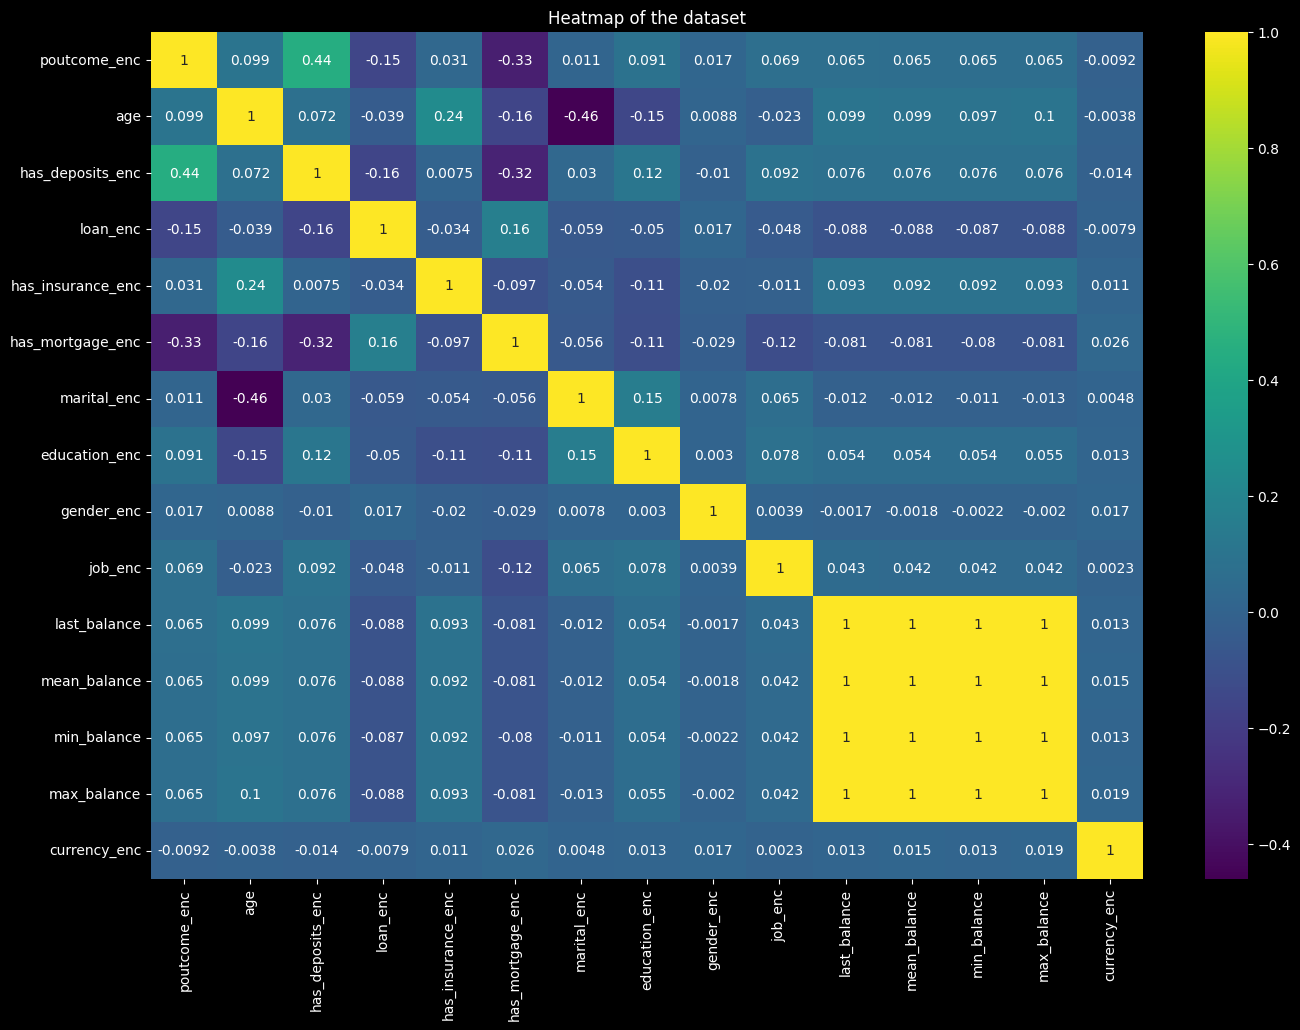 Heatmap of the dataset
poutcome_enc 1 0.099 0.44 -0.15 0.031 -0.33 0.011 0.091 0.017 0.069 0.065 0.065 0.065 0.065 -0.0092
age 0.099 1 0.072 -0.039 0.24 -0.16 -0.46 -0.15 0.0088 -0.023 0.099 0.099 0.097 0.1 -0.0038
has_deposits_enc 0.44 0.072 1 -0.16 0.0075 -0.32 0.03 0.12 -0.01 0.092 0.076 0.076 0.076 0.076 -0.014
loan_enc -0.15 -0.039 -0.16 1 -0.034 0.16 -0.059 -0.05 0.017 -0.048 -0.088 -0.088 -0.087 -0.088 -0.0079
has_insurance_enc 0.031 0.24 0.0075 -0.034 1 -0.097 -0.054 -0.11 -0.02 -0.011 0.093 0.092 0.092 0.093 0.011
has_mortgage_enc -0.33 -0.16 -0.32 0.16 -0.097 1 -0.056 -0.11 -0.029 -0.12 -0.081 -0.081 -0.08 -0.081 0.026
marital_enc 0.011 -0.46 0.03 -0.059 -0.054 -0.056 1 0.15 0.0078 0.065 -0.012 -0.012 -0.011 -0.013 0.0048
education_enc 0.091 -0.15 0.12 -0.05 -0.11 -0.11 0.15 1 0.003 0.078 0.054 0.054 0.054 0.055 0.013
gender_enc 0.017 0.0088 -0.01 0.017 -0.02 -0.029 0.0078 0.003 1 0.0039 -0.0017 -0.0018 -0.0022 -0.002 0.017
job_enc 0.069 -0.023 0.092 -0.048 -0.011 -0.12 0.065 0.078 0.0039 1 0.043 0.042 0.042 0.042 0.0023
last_balance 0.065 0.099 0.076 -0.088 0.093 -0.081 -0.012 0.054 -0.0017 0.043 1 1 1 1 0.013
mean_balance 0.065 0.099 0.076 -0.088 0.092 -0.081 -0.012 0.054 -0.0018 0.042 1 1 1 1 0.015
min_balance 0.065 0.097 0.076 -0.087 0.092 -0.08 -0.011 0.054 -0.0022 0.042 1 1 1 1 0.013
max_balance 0.065 0.1 0.076 -0.088 0.093 -0.081 -0.013 0.055 -0.002 0.042 1 1 1 1 0.019
currency_enc -0.0092 -0.0038 -0.014 -0.0079 0.011 0.026 0.0048 0.013 0.017 0.0023 0.013 0.015 0.013 0.019 1
poutcome_enc
age
has_deposits_enc
loan_enc
has_insurance_enc
has_mortgage_enc
marital_enc
education_enc
gender_enc
job_enc
last_balance
mean_balance
min_balance
max_balance
currency_enc
1.0
0.8
0.6
0.4
0.2
0.0
−0.2
−0.4